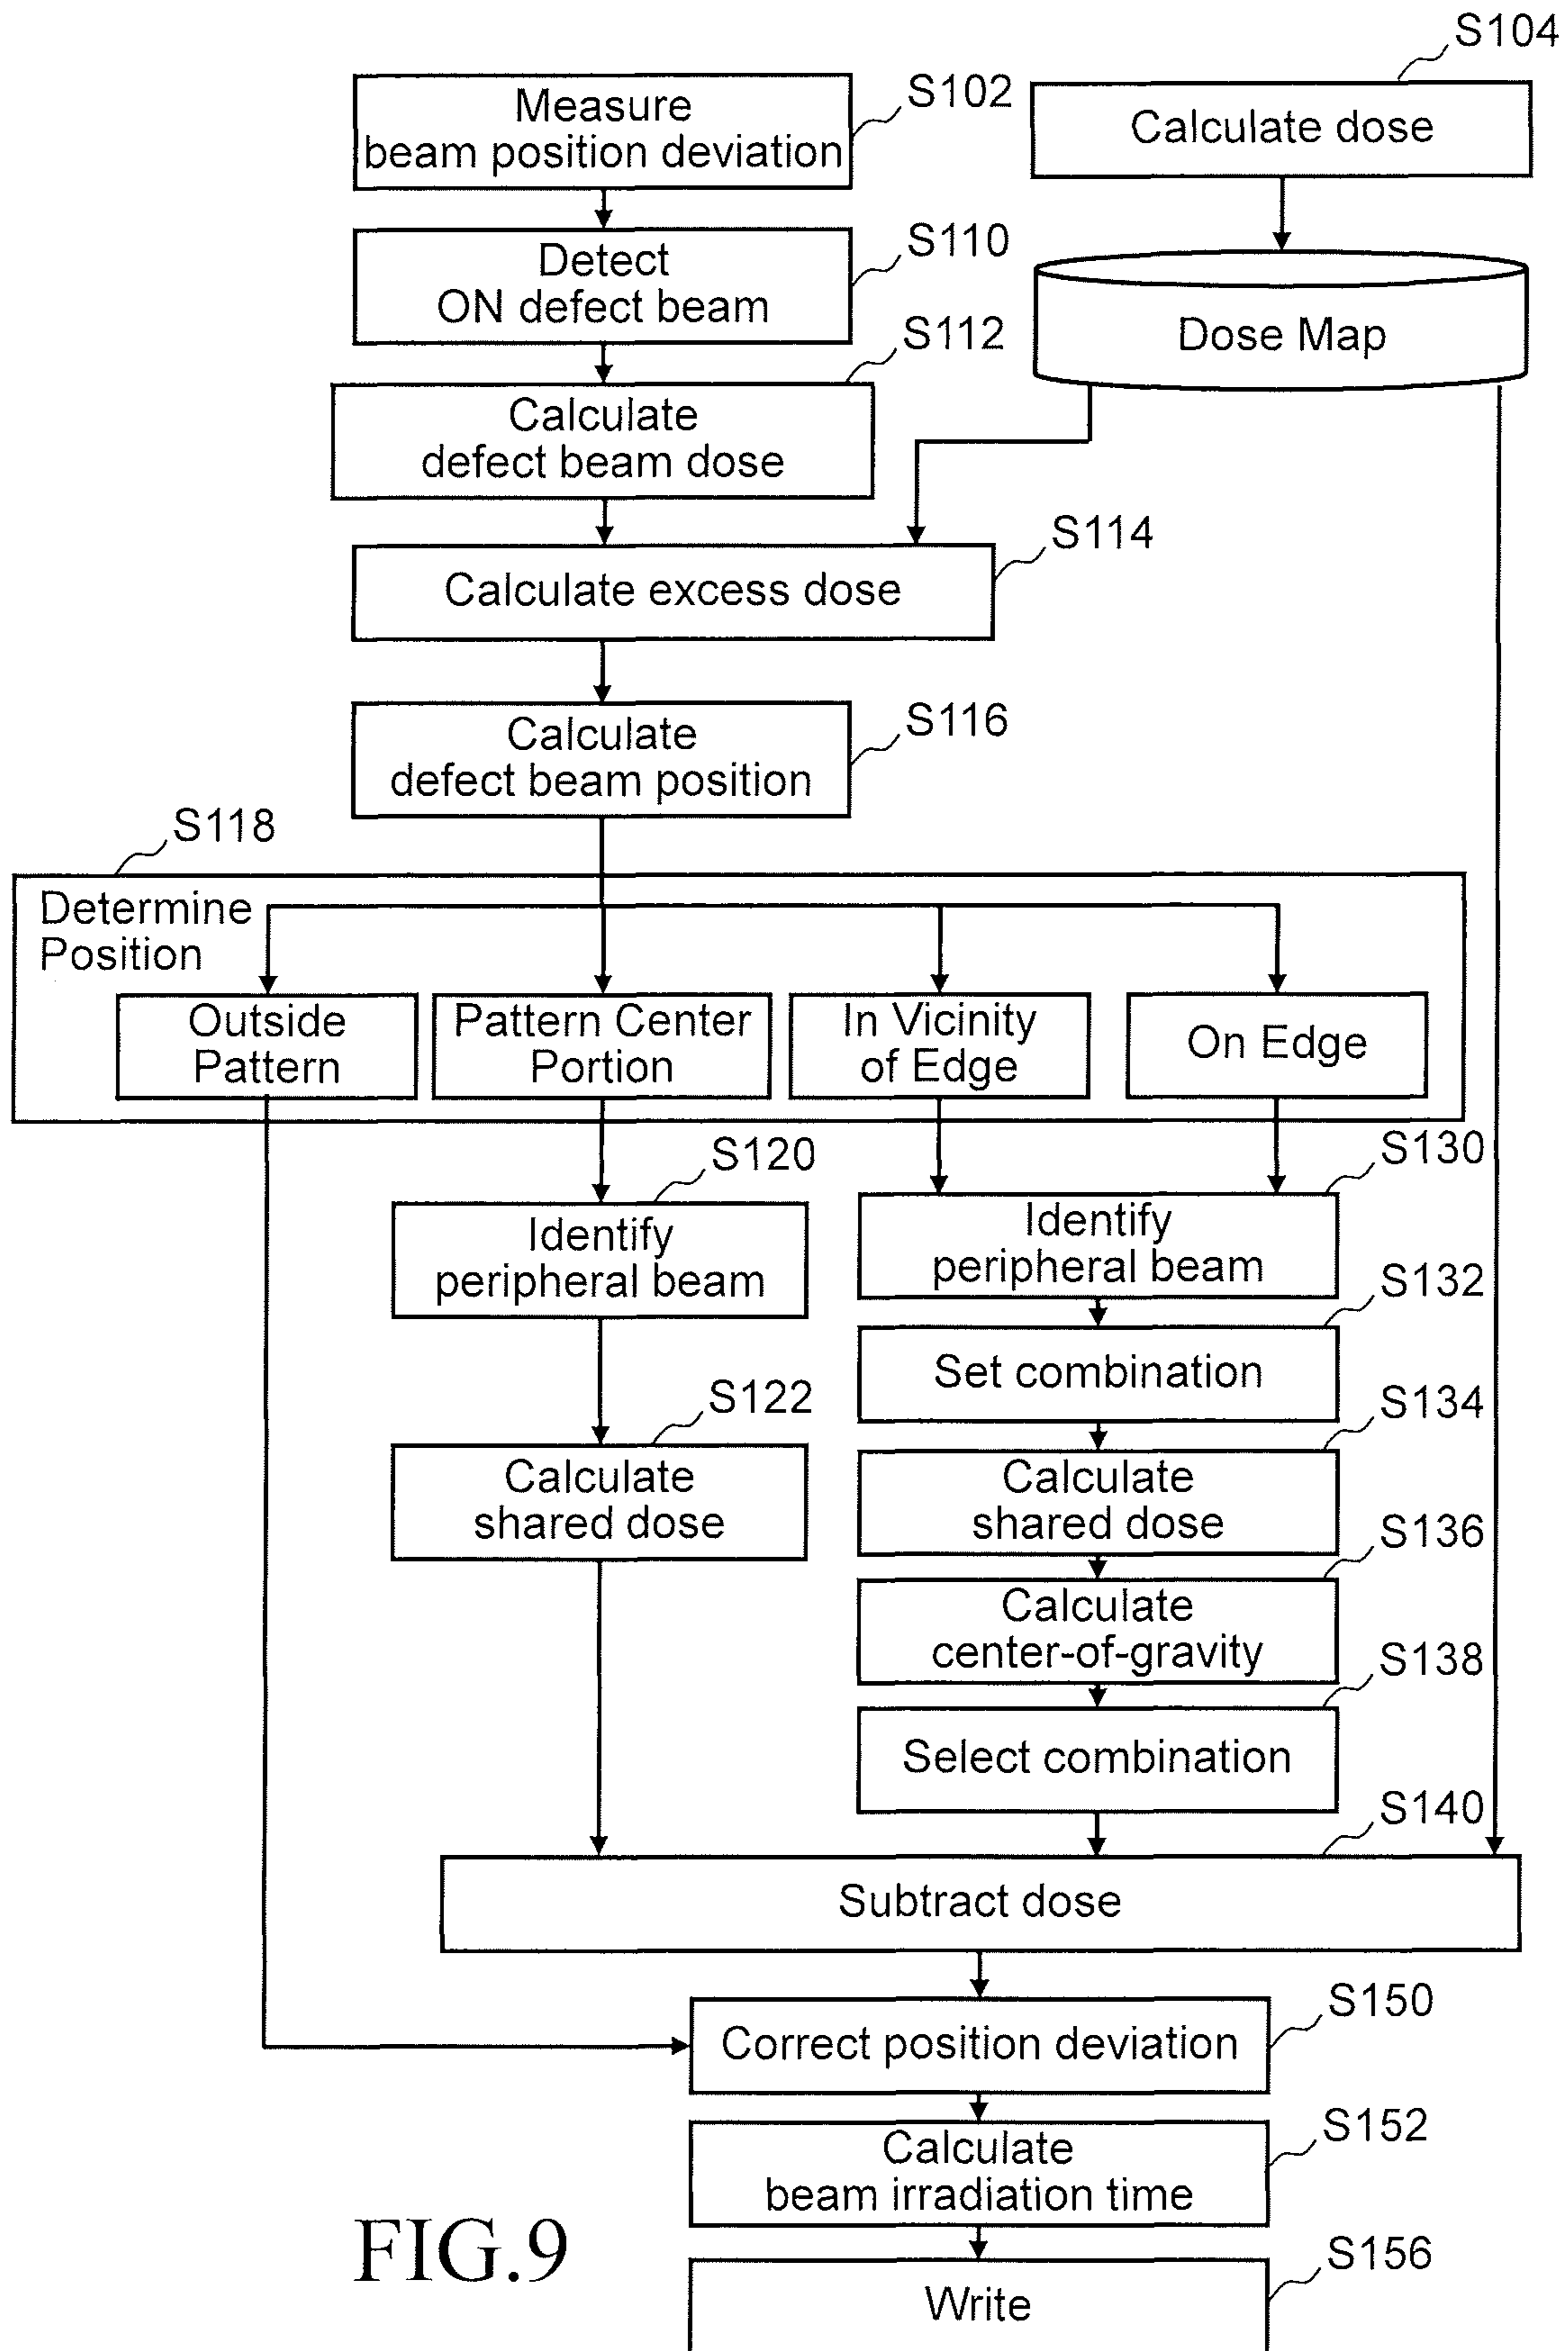 S104
S102
Measure
beam position deviation
Calculate dose
S110
Detect
ON defect beam
Dose Map
S112
Calculate
defect beam dose
S114
Calculate excess dose
S116
Calculate
defect beam position
S118
Determine
Position
Outside
Pattern
Pattern Center
Portion
In Vicinity
of Edge
On Edge
S120
Identify
peripheral beam
S130
Identify
peripheral beam
S132
Set combination
S122
Calculate
shared dose
S134
Calculate
shared dose
S136
Calculate
center-of-gravity
S138
Select combination
S140
Subtract dose
S150
Correct position deviation
S152
Calculate
beam irradiation time
S156
Write
FIG.9